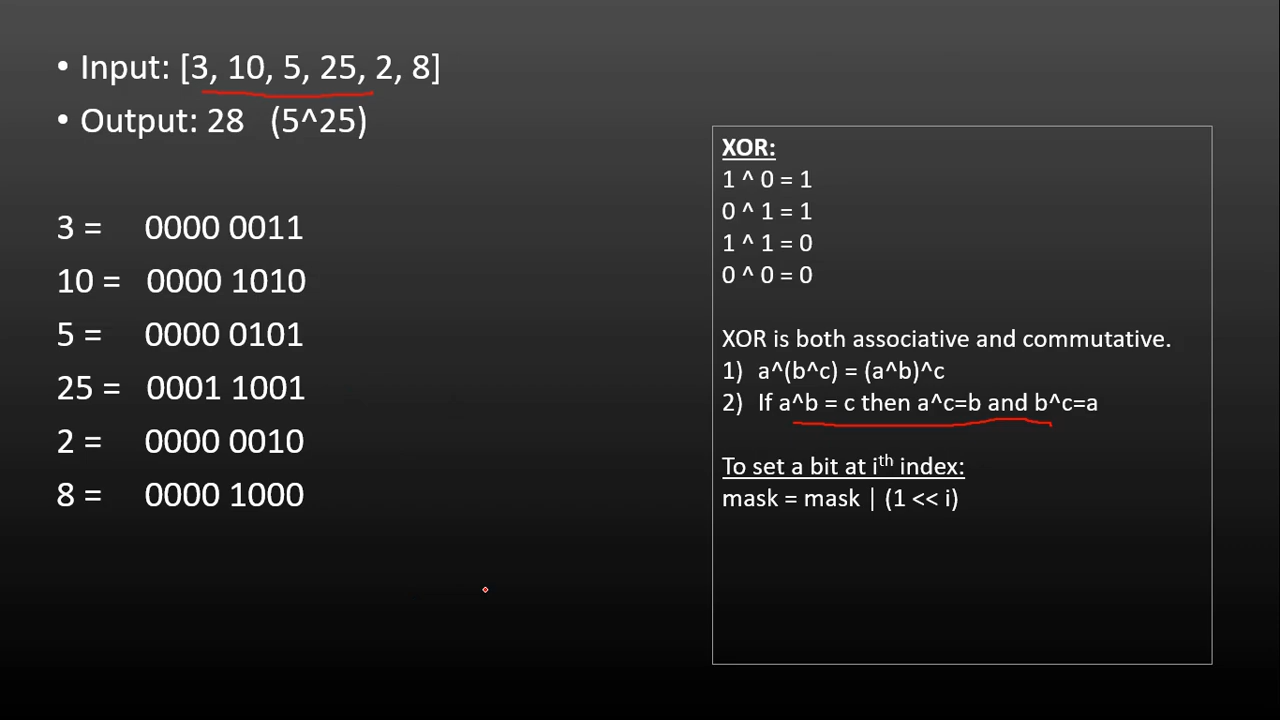 • Input: [3, 10, 5, 25, 2, 8]
• Output: 28 (5^25)
3 = 0000 0011
10 = 0000 1010
5 = 0000 0101
25 = 0001 1001
2 = 0000 0010
8 = 0000 1000
XOR:
1 ^ 0 = 1
0 ^ 1 = 1
1 ^ 1 = 0
0 ^ 0 = 0
XOR is both associative and commutative.
1) a^(b^c) = (a^b)^c
2) If a^b = c then a^c=b and b^c=a
To set a bit at ith index:
mask = mask | (1 << i)